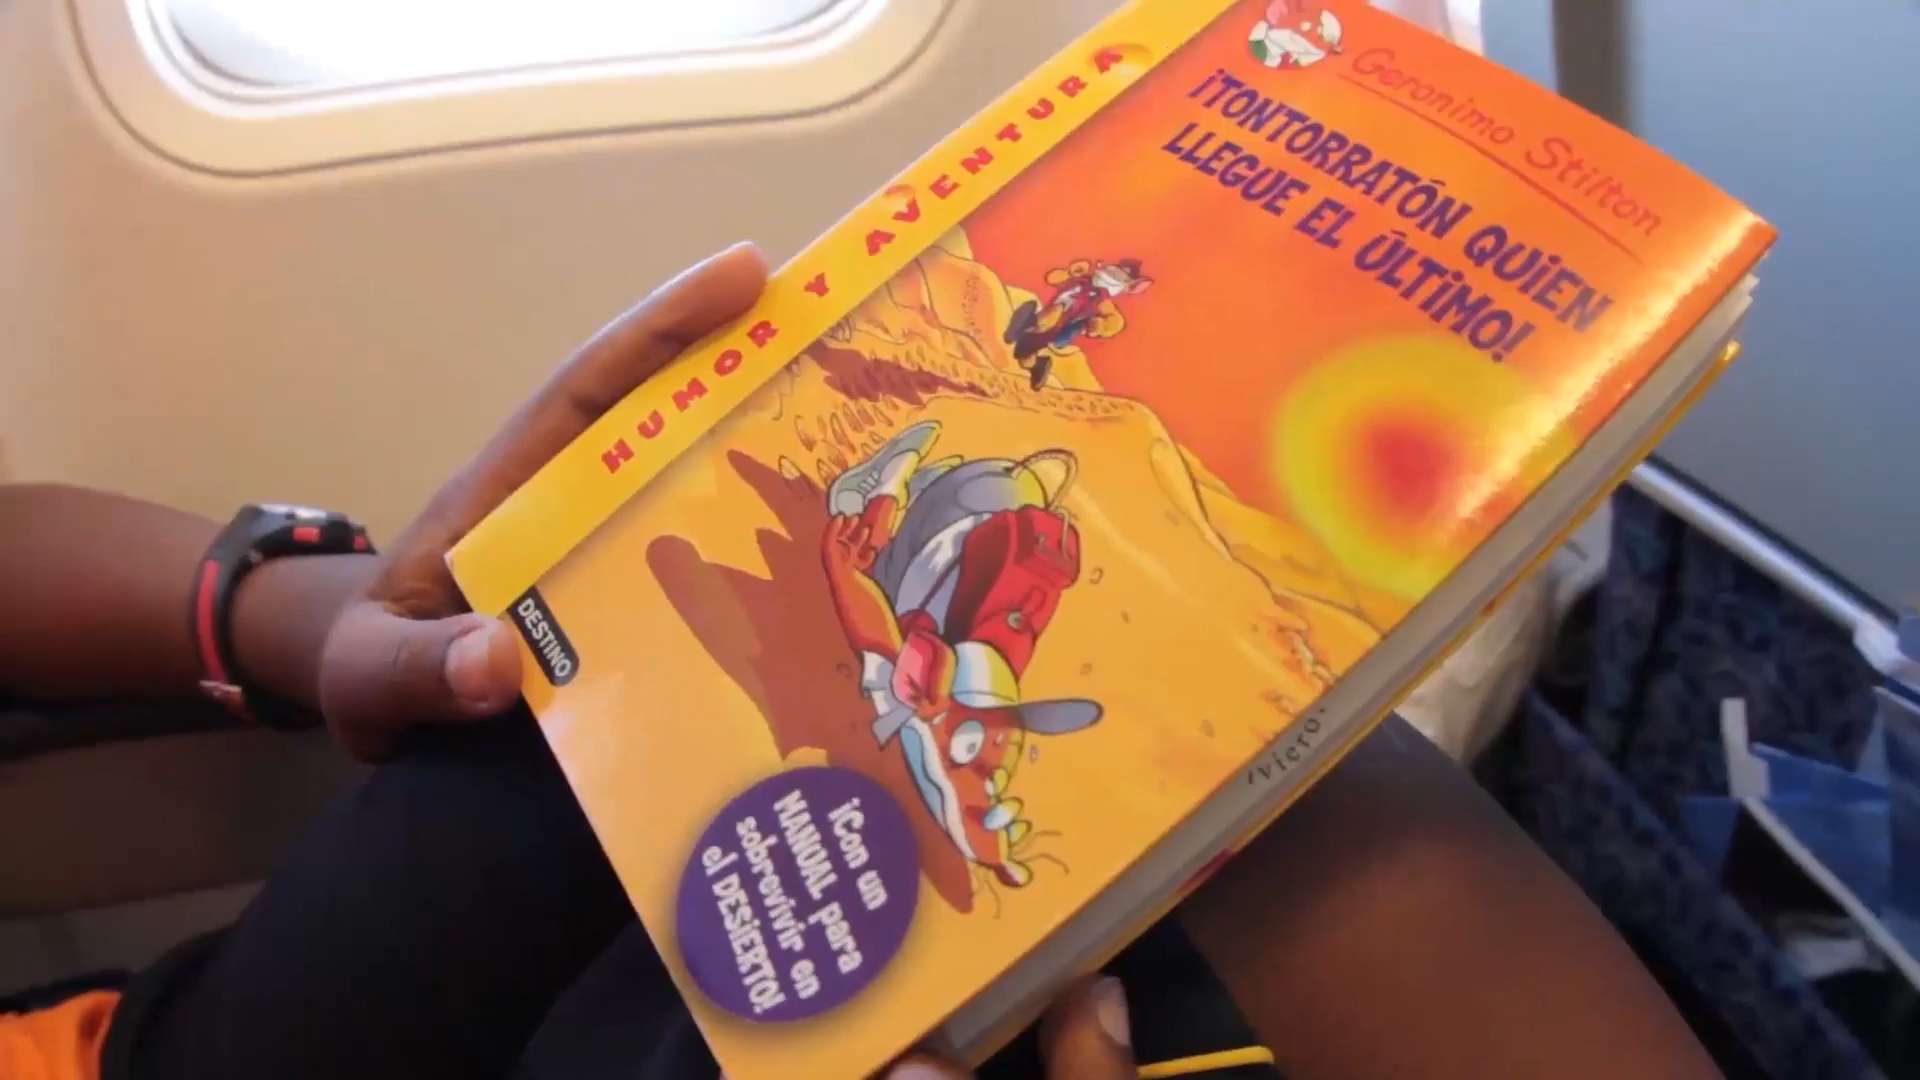 Geronimo Stilton
¡TONTORRATÓN QUIEN
LLEGUE EL ÚLTIMO!
HUMOR Y AVENTURA
DESTINO
¡Con un
MANUAL para
sobrevivir en
el DESIERTO!